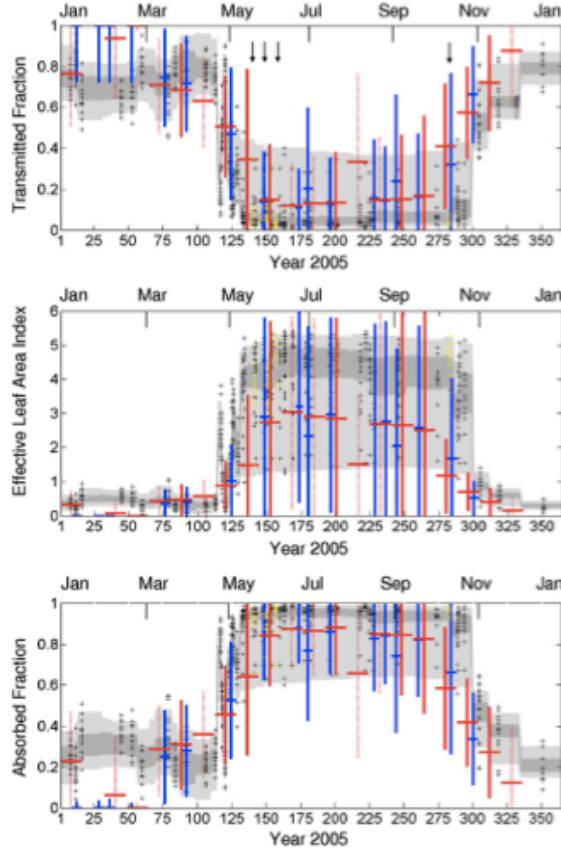 Jan Mar May Jul Sep Nov Jan
Transmitted Fraction
1.0
0.8
0.6
0.4
0.2
0
1 25 50 75 100 125 150 175 200 225 250 275 300 325 350
Year 2005
Jan Mar May Jul Sep Nov Jan
Effective Leaf Area Index
6
5
4
3
2
1
0
1 25 50 75 100 125 150 175 200 225 250 275 300 325 350
Year 2005
Jan Mar May Jul Sep Nov Jan
Absorbed Fraction
1
0.8
0.6
0.4
0.2
0
1 25 50 75 100 125 150 175 200 225 250 275 300 325 350
Year 2005